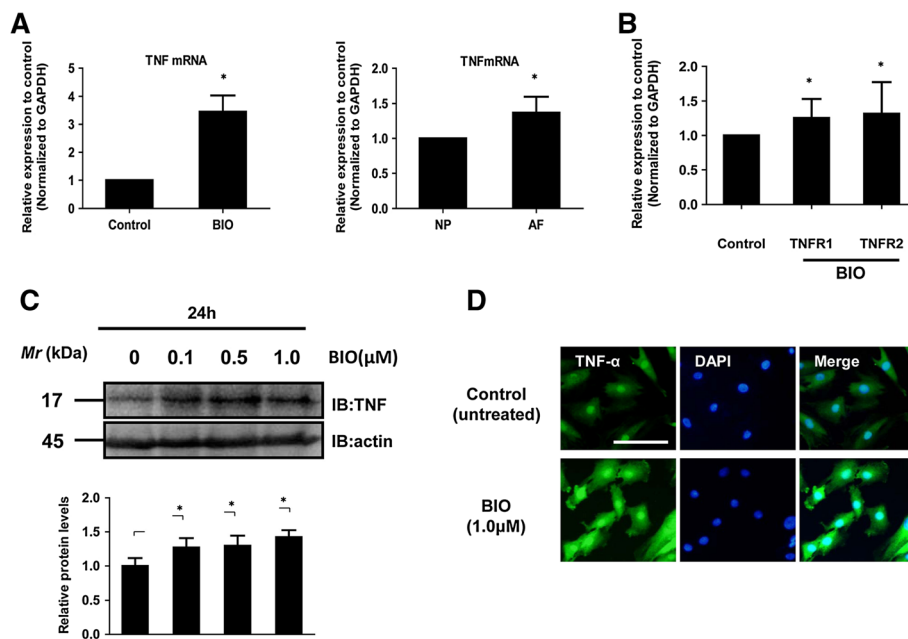 A
TNF mRNA
Relative expression to control
(Normalized to GAPDH)
5
4
3
2
1
0
*
Control
BIO
TNFmRNA
Relative expression to control
(Normalized to GAPDH)
2.0
1.5
1.0
0.5
0.0
*
NP
AF
B
Relative expression to control
(Normalized to GAPDH)
2.0
1.5
1.0
0.5
0.0
*
*
Control
TNFR1
TNFR2
BIO
C
24h
Mr (kDa)
0
0.1
0.5
1.0
BIO(µM)
17
IB:TNF
45
IB:actin
Relative protein levels
2.0
1.5
1.0
0.5
0.0
*
*
*
D
TNF-α
DAPI
Merge
Control
(untreated)
BIO
(1.0µM)